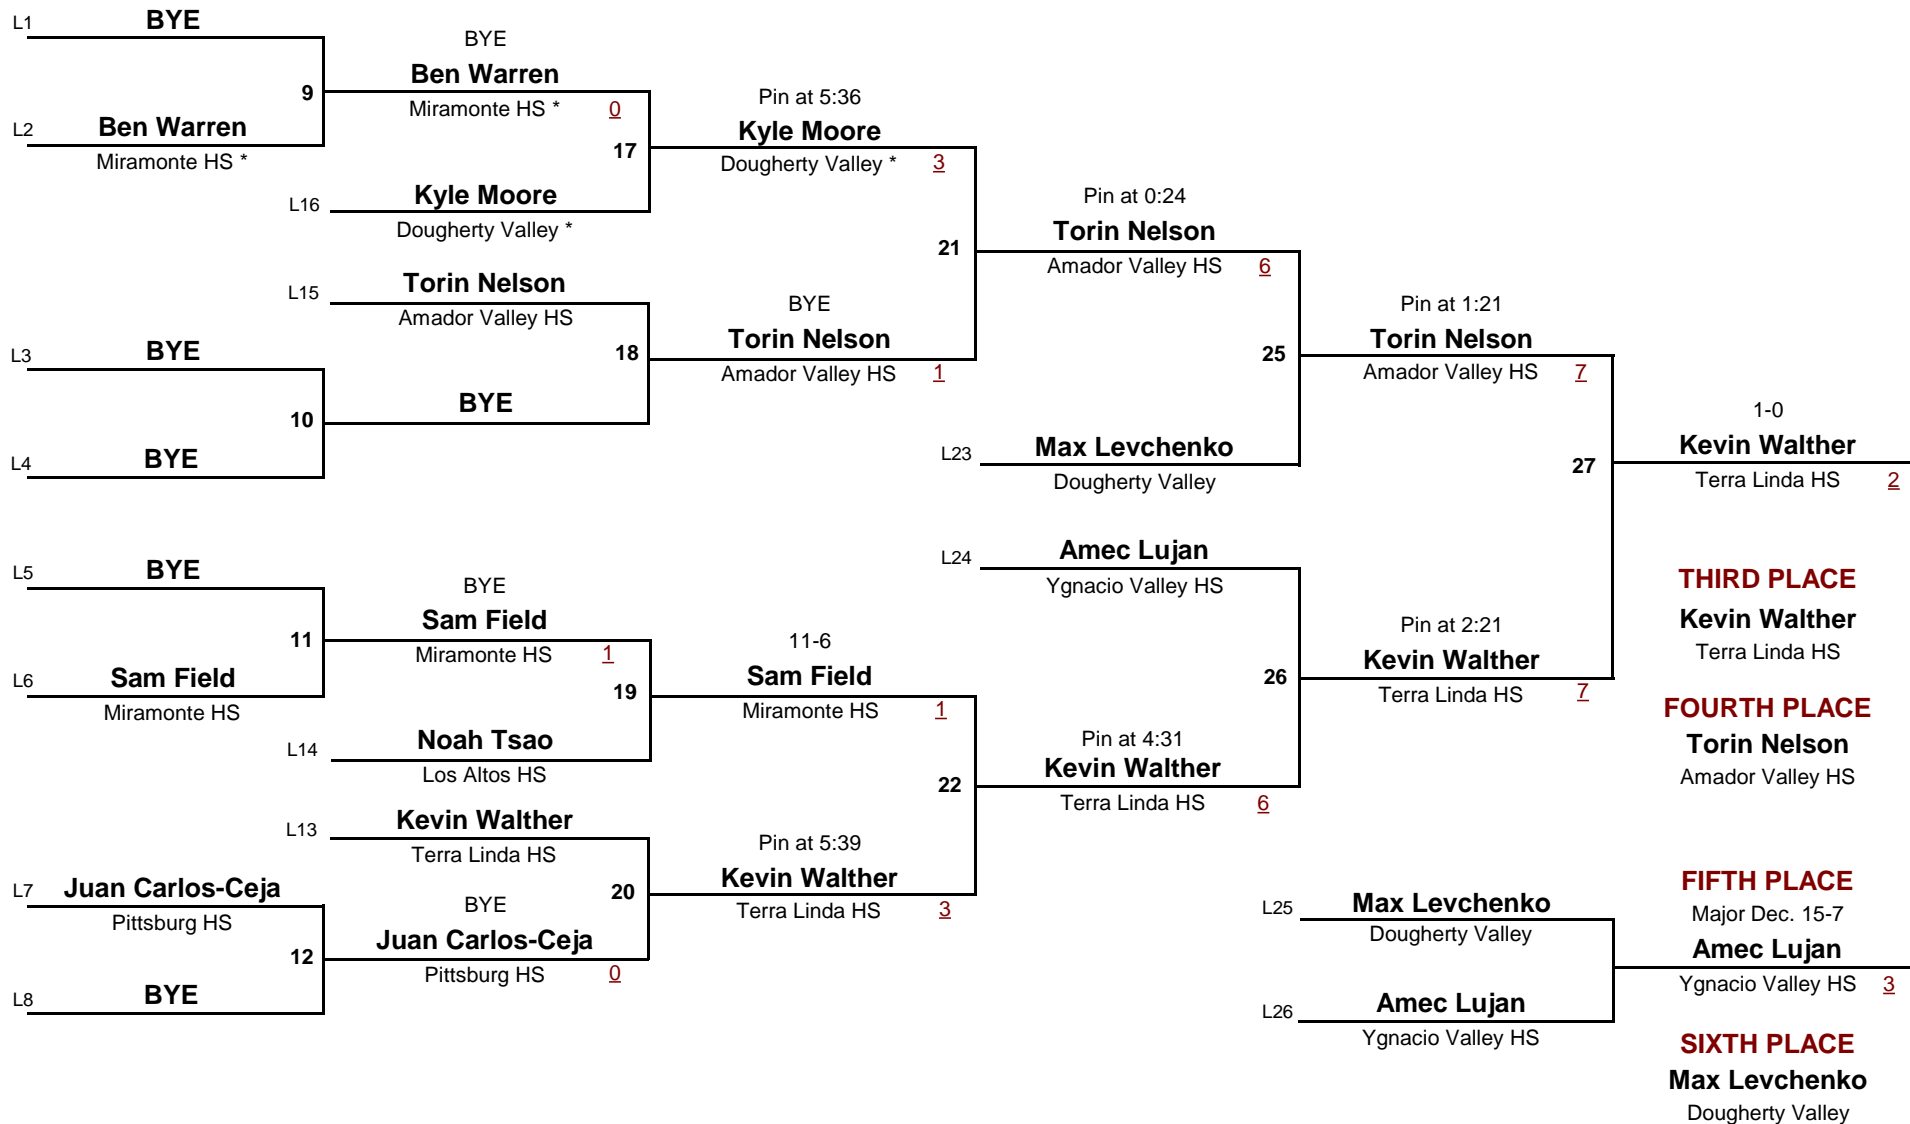 L1 BYE
9
L2 Ben Warren
Miramonte HS *
BYE
Ben Warren
Miramonte HS * 0
17
L16 Kyle Moore
Dougherty Valley *
Pin at 5:36
Kyle Moore
Dougherty Valley * 3
21
L15 Torin Nelson
Amador Valley HS
18
L3 BYE
10
BYE
L4 BYE
BYE
Torin Nelson
Amador Valley HS 1
Pin at 0:24
Torin Nelson
Amador Valley HS 6
25
L23 Max Levchenko
Dougherty Valley
Pin at 1:21
Torin Nelson
Amador Valley HS 7
27
1-0
Kevin Walther
Terra Linda HS 2
L5 BYE
11
L6 Sam Field
Miramonte HS
BYE
Sam Field
Miramonte HS 1
19
L14 Noah Tsao
Los Altos HS
11-6
Sam Field
Miramonte HS 1
22
L13 Kevin Walther
Terra Linda HS
20
L7 Juan Carlos-Ceja
Pittsburg HS
12
L8 BYE
BYE
Juan Carlos-Ceja
Pittsburg HS 0
Pin at 5:39
Kevin Walther
Terra Linda HS 3
L24 Amec Lujan
Ygnacio Valley HS
26
Pin at 4:31
Kevin Walther
Terra Linda HS 6
Pin at 2:21
Kevin Walther
Terra Linda HS 7
THIRD PLACE
Kevin Walther
Terra Linda HS
FOURTH PLACE
Torin Nelson
Amador Valley HS
L25 Max Levchenko
Dougherty Valley
L26 Amec Lujan
Ygnacio Valley HS
FIFTH PLACE
Major Dec. 15-7
Amec Lujan
Ygnacio Valley HS 3
SIXTH PLACE
Max Levchenko
Dougherty Valley